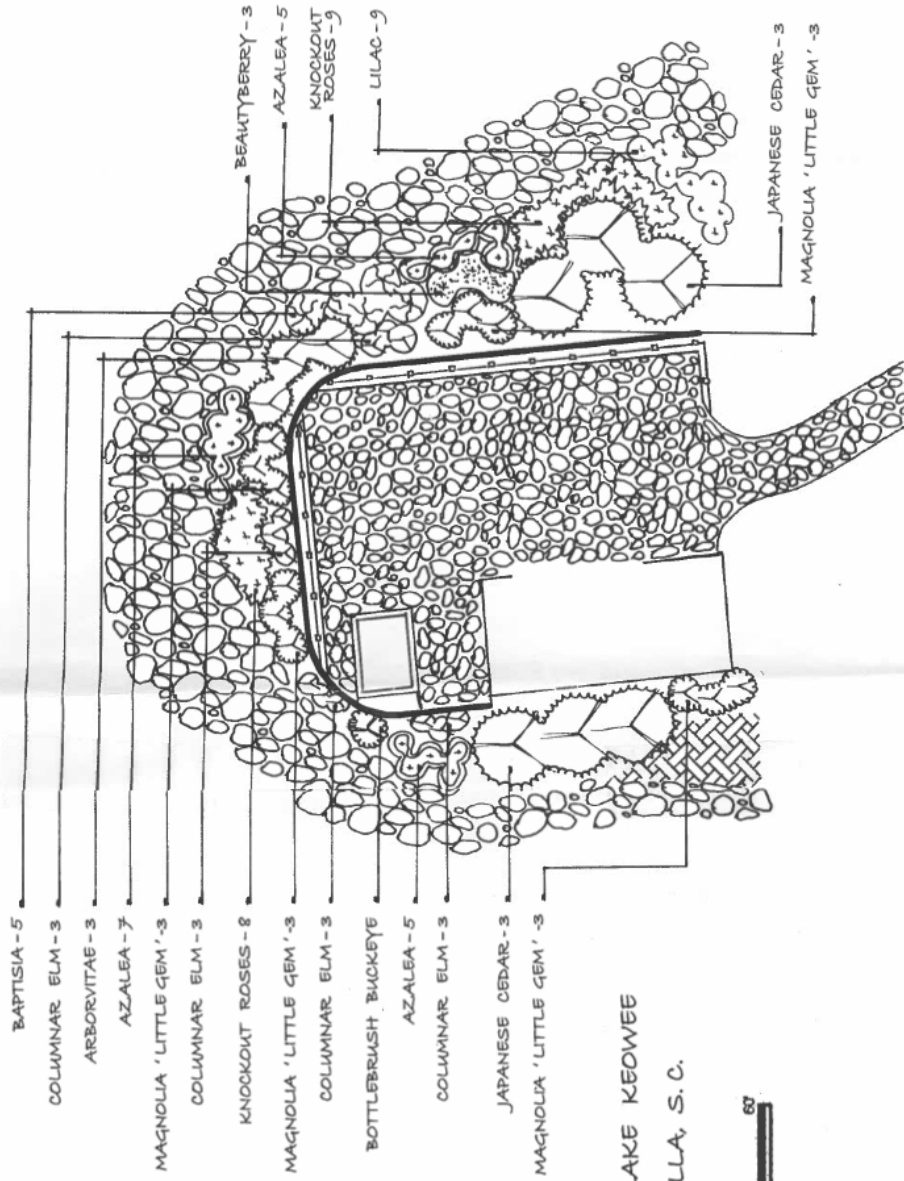 BEAUTYBERRY-3
AZALEA-5
KNOCKOUT
ROSES-9
LILAC-9
JAPANESE CEDAR-3
MAGNOLIA 'LITTLE GEM'-3
BAPTISIA-5
COLUMNAR ELM-3
ARBORVITAE-3
AZALEA-7
MAGNOLIA 'LITTLE GEM'-3
COLUMNAR ELM-3
KNOCKOUT ROSES-8
MAGNOLIA 'LITTLE GEM'-3
COLUMNAR ELM-3
BOTTLEBRUSH BUCKEYE
AZALEA-5
COLUMNAR ELM-3
JAPANESE CEDAR-3
MAGNOLIA 'LITTLE GEM'-3
AKE KEOWEE
LLA, S.C.
60'